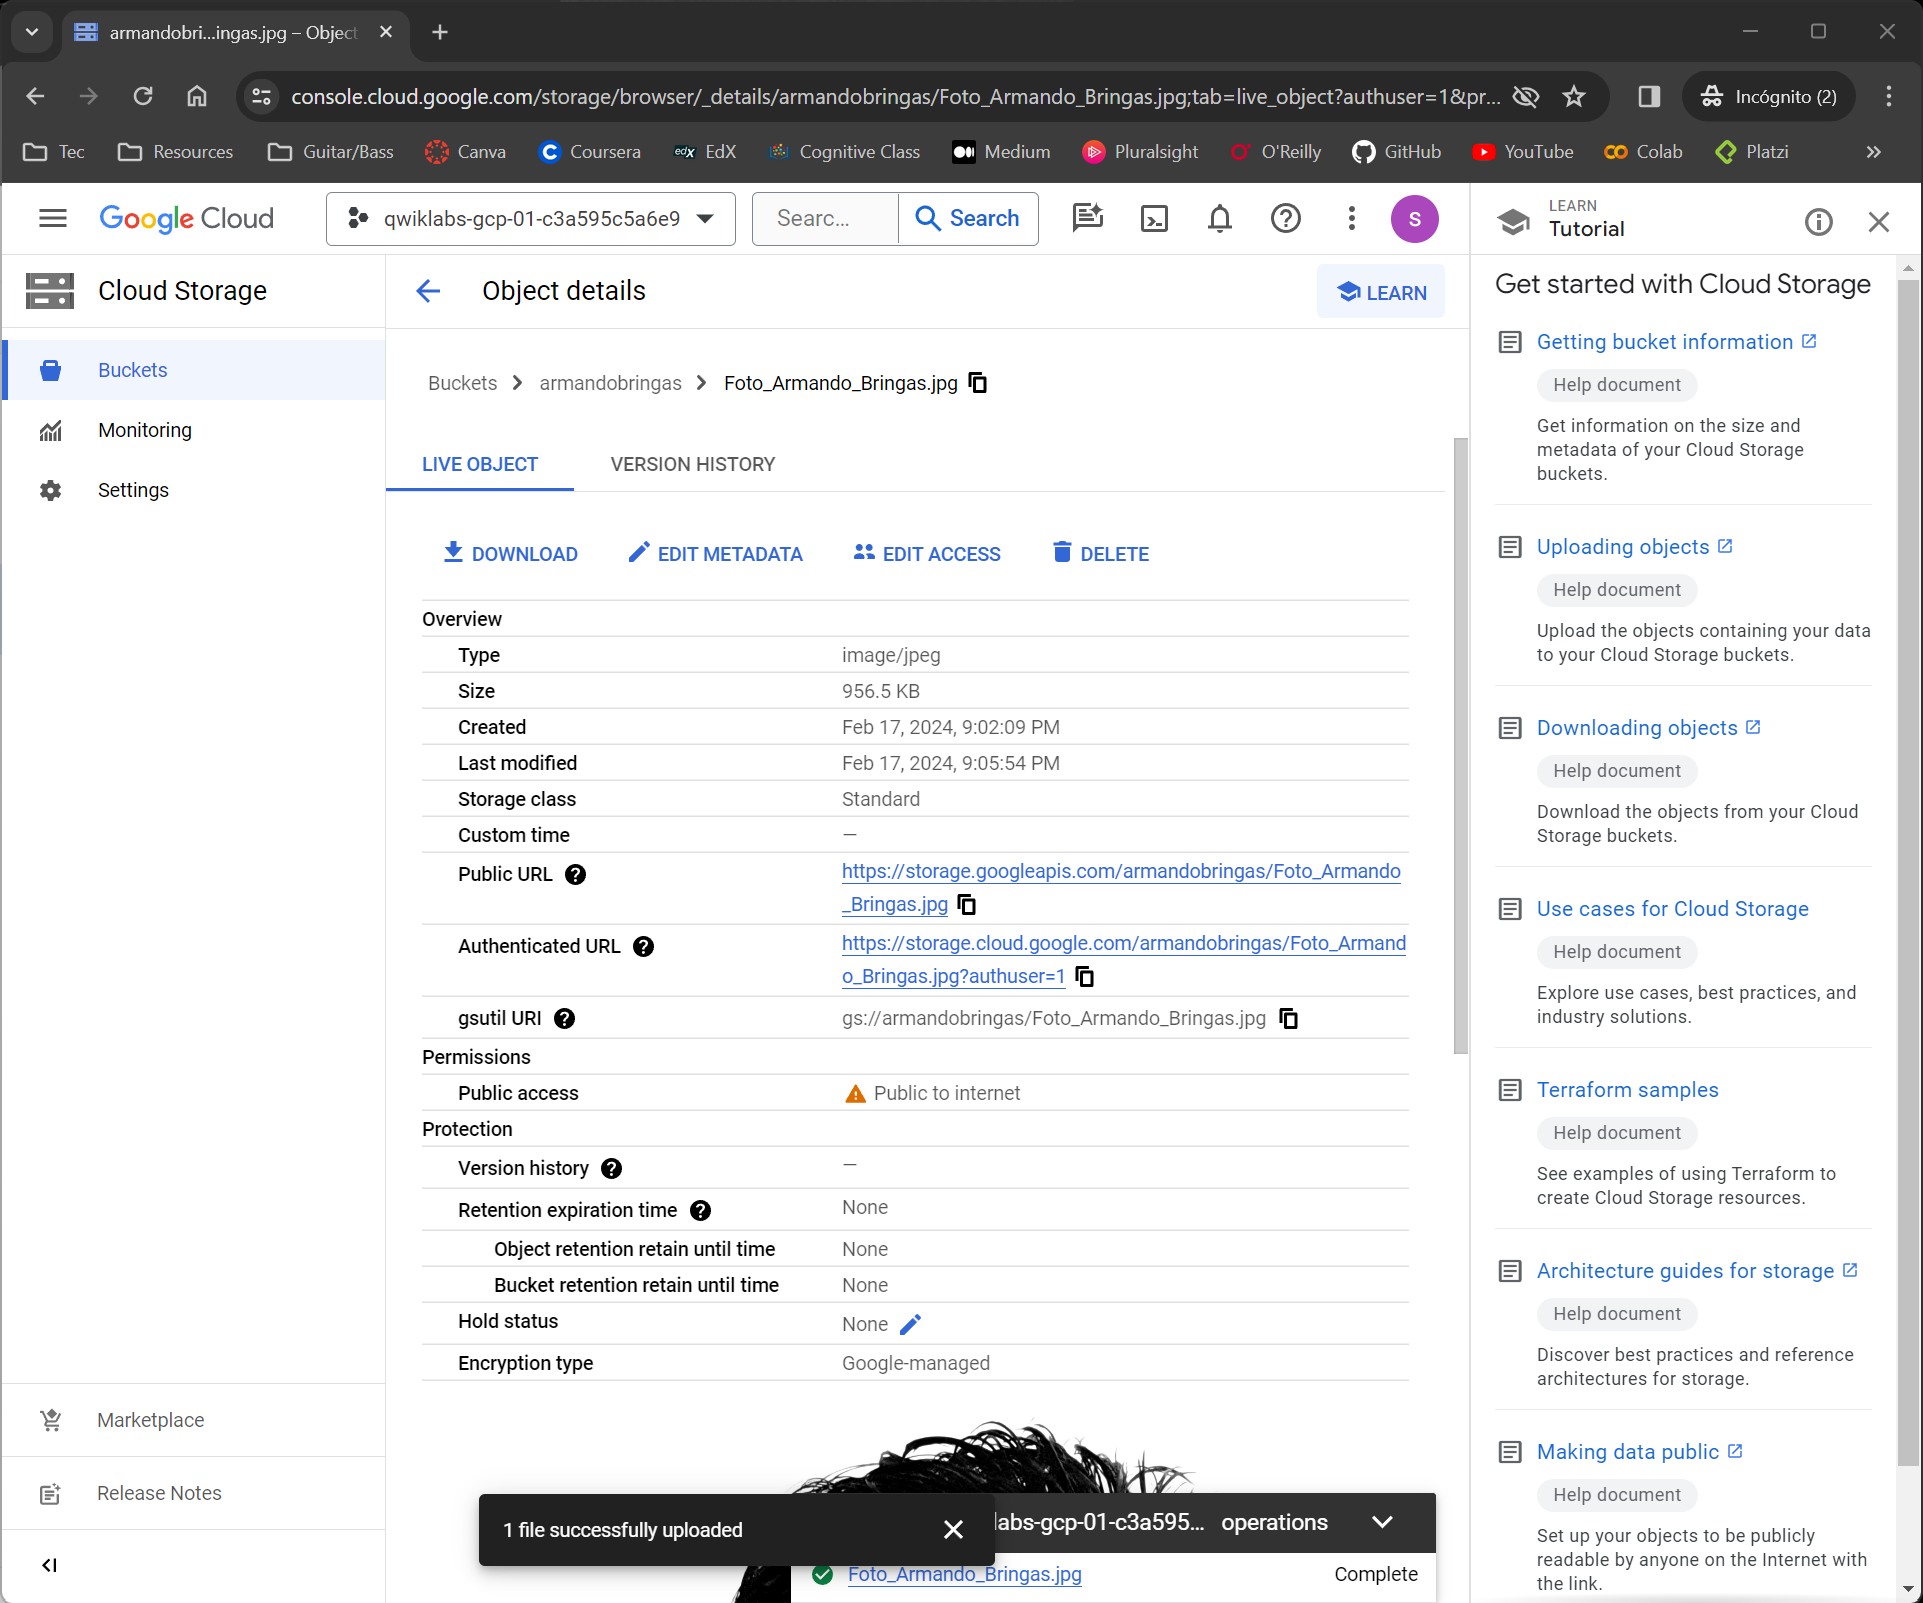 armandobri...ingas.jpg – Object
console.cloud.google.com/storage/browser/_details/armandobringas/Foto_Armando_Bringas.jpg;tab=live_object?authuser=1&pr...
Incógnito (2)
Tec
Resources
Guitar/Bass
Canva
Coursera
edX
EdX
Cognitive Class
Medium
Pluralsight
O'Reilly
GitHub
YouTube
Colab
Platzi
Google Cloud
qwiklabs-gcp-01-c3a595c5a6e9
Searc...
Search
S
Cloud Storage
Buckets
Monitoring
Settings
Marketplace
Release Notes
Object details
LEARN
Buckets > armandobringas > Foto_Armando_Bringas.jpg
LIVE OBJECT
VERSION HISTORY
DOWNLOAD
EDIT METADATA
EDIT ACCESS
DELETE
Overview
Type image/jpeg
Size 956.5 KB
Created Feb 17, 2024, 9:02:09 PM
Last modified Feb 17, 2024, 9:05:54 PM
Storage class Standard
Custom time —
Public URL https://storage.googleapis.com/armandobringas/Foto_Armando
_Bringas.jpg
Authenticated URL https://storage.cloud.google.com/armandobringas/Foto_Armand
o_Bringas.jpg?authuser=1
gsutil URI gs://armandobringas/Foto_Armando_Bringas.jpg
Permissions
Public access Public to internet
Protection
Version history —
Retention expiration time None
Object retention retain until time None
Bucket retention retain until time None
Hold status None
Encryption type Google-managed
1 file successfully uploaded
labs-gcp-01-c3a595... operations
Foto_Armando_Bringas.jpg Complete
LEARN
Tutorial
Get started with Cloud Storage
Getting bucket information
Help document
Get information on the size and
metadata of your Cloud Storage
buckets.
Uploading objects
Help document
Upload the objects containing your data
to your Cloud Storage buckets.
Downloading objects
Help document
Download the objects from your Cloud
Storage buckets.
Use cases for Cloud Storage
Help document
Explore use cases, best practices, and
industry solutions.
Terraform samples
Help document
See examples of using Terraform to
create Cloud Storage resources.
Architecture guides for storage
Help document
Discover best practices and reference
architectures for storage.
Making data public
Help document
Set up your objects to be publicly
readable by anyone on the Internet with
the link.